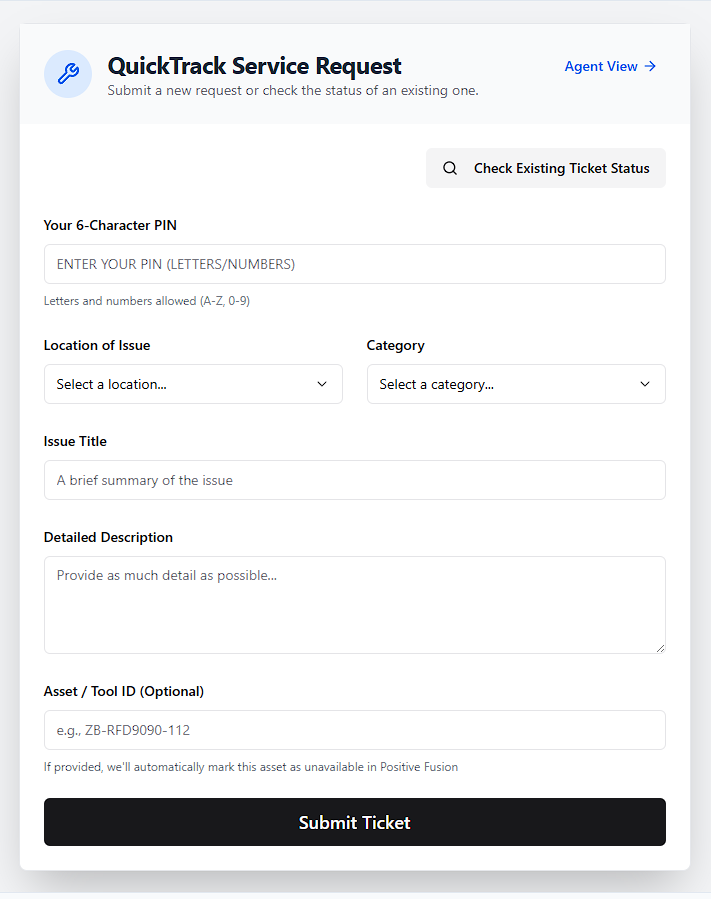 QuickTrack Service Request
Agent View
Submit a new request or check the status of an existing one.
Check Existing Ticket Status
Your 6-Character PIN
ENTER YOUR PIN (LETTERS/NUMBERS)
Letters and numbers allowed (A-Z, 0-9)
Location of Issue
Category
Select a location...
Select a category...
Issue Title
A brief summary of the issue
Detailed Description
Provide as much detail as possible...
Asset / Tool ID (Optional)
e.g., ZB-RFD9090-112
If provided, we'll automatically mark this asset as unavailable in Positive Fusion
Submit Ticket